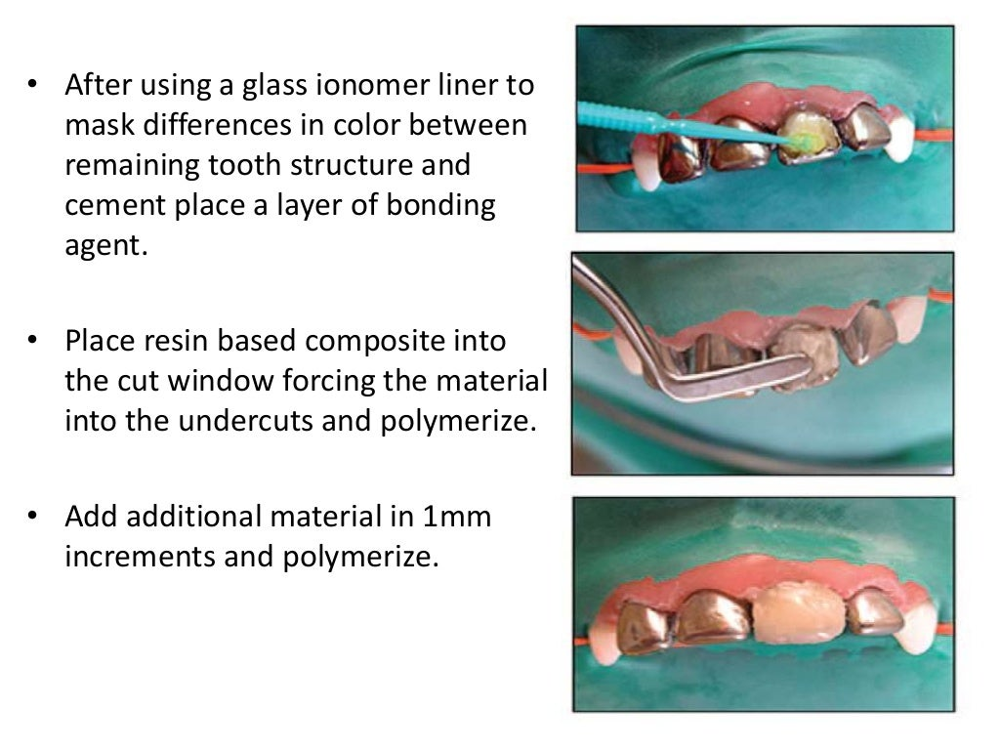 • After using a glass ionomer liner to
mask differences in color between
remaining tooth structure and
cement place a layer of bonding
agent.
• Place resin based composite into
the cut window forcing the material
into the undercuts and polymerize.
• Add additional material in 1mm
increments and polymerize.